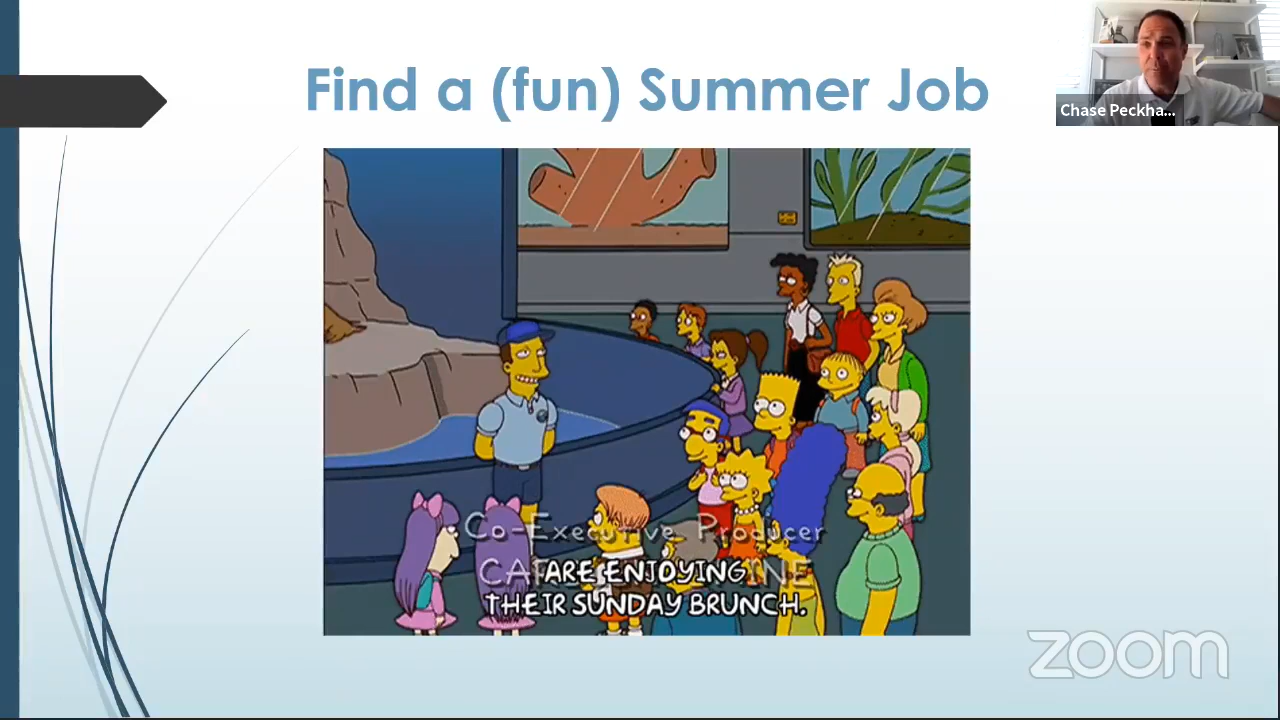 Find a (fun) Summer Job
Chase Peckha...
Co-Executive Producer
ARE ENJOYING
THEIR SUNDAY BRUNCH.
zoom